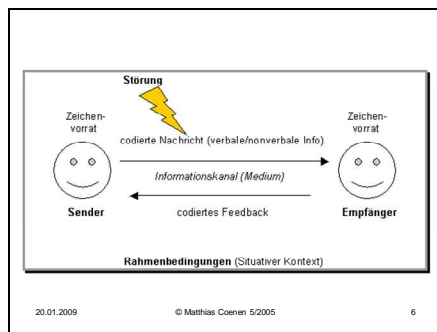 Störung
Zeichen-
vorrat
Zeichen-
vorrat
codierte Nachricht (verbale/nonverbale Info)
Informationskanal (Medium)
Sender
codiertes Feedback
Empfänger
Rahmenbedingungen (Situativer Kontext)
20.01.2009
© Matthias Coenen 5/2005
6